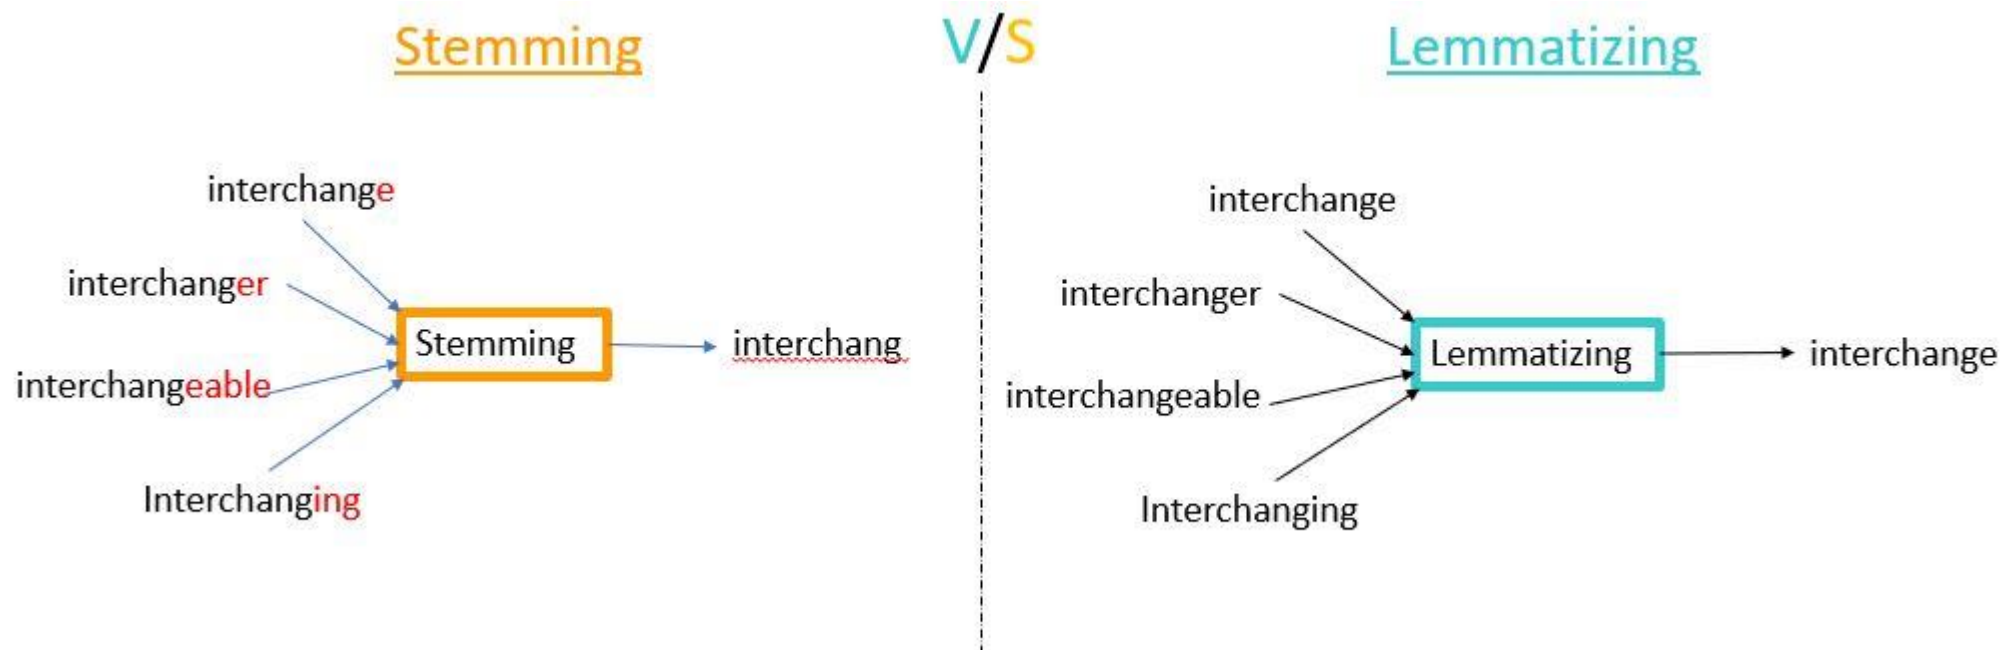 Stemming
V/S
Lemmatizing
interchange
interchanger
interchangeable
Interchanging
Stemming
interchang
interchange
interchanger
interchangeable
Interchanging
Lemmatizing
interchange